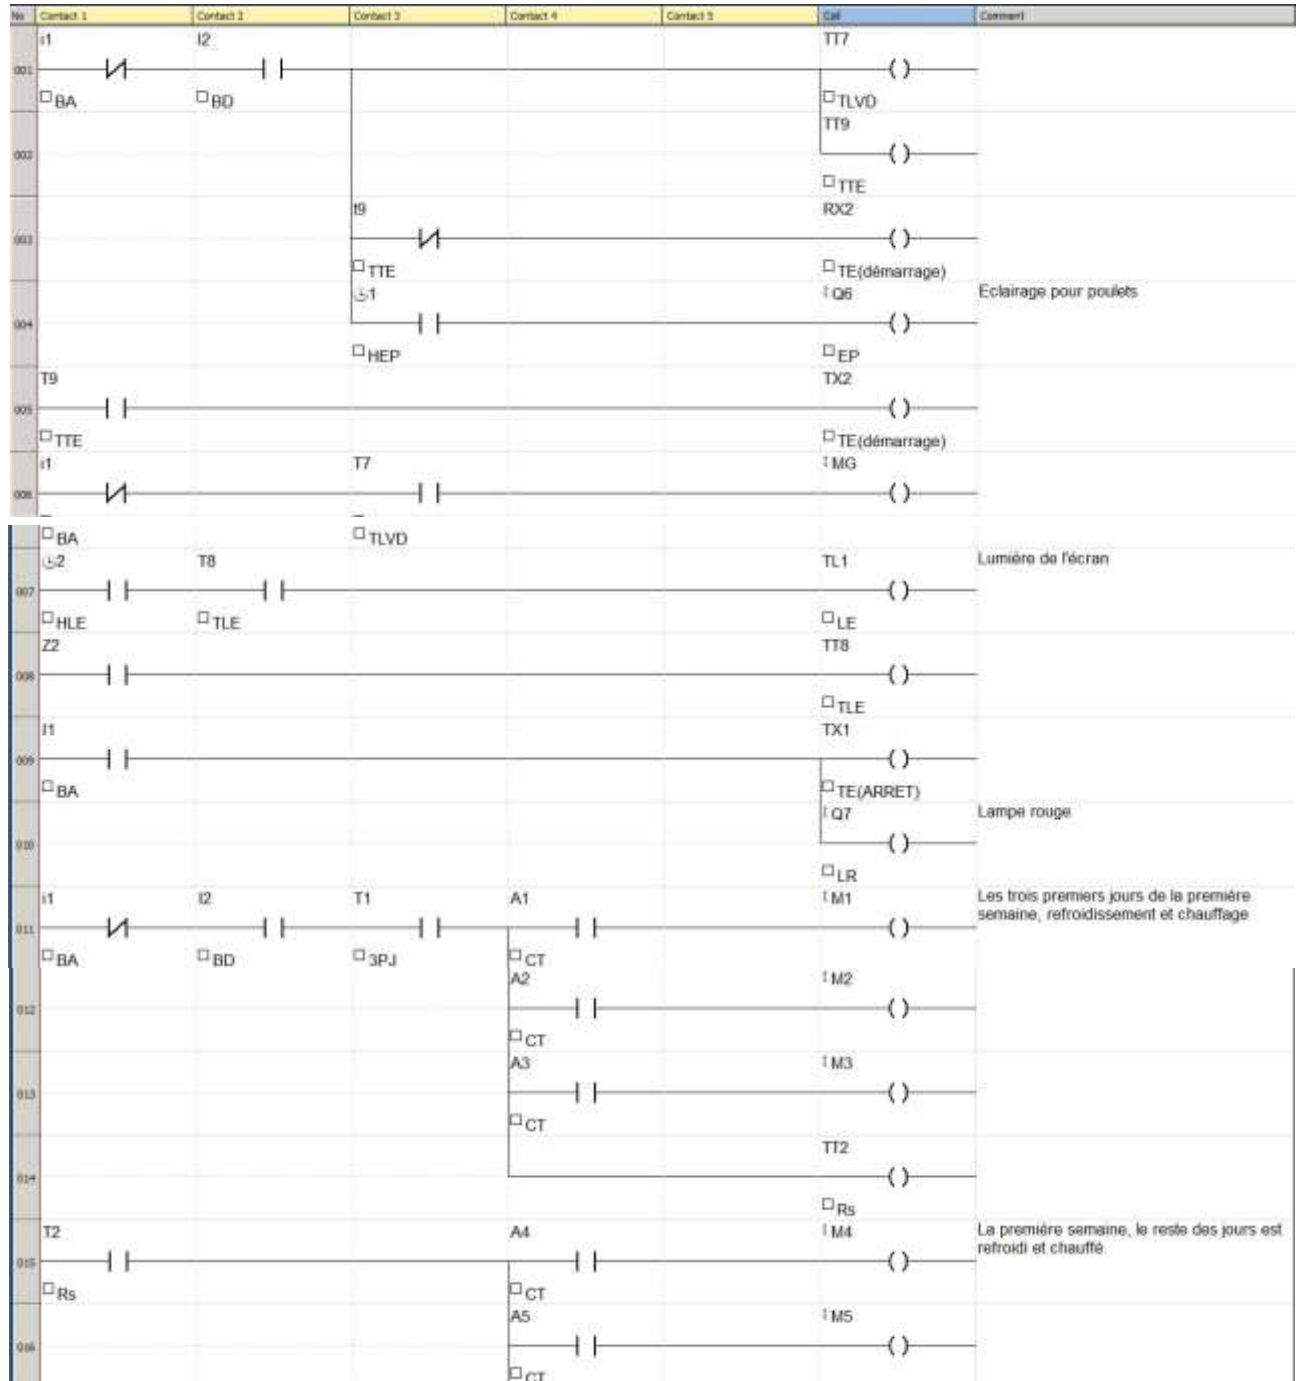 No Contact 1 Contact 2 Contact 3 Contact 4 Contact 5 Coil Comment
i1 I2 TT7
001
BA BD TLVD
TT9
002
TTE
t9 RX2
003
TTE TE(démarrage)
1 Q6 Eclairage pour poulets
004
HEP EP
T9 TX2
005
TTE TE(démarrage)
i1 T7 MG
006
BA TLVD
2 T8 TL1 Lumière de l'écran
007
HLE TLE LE
Z2 TT8
008
TLE
I1 TX1
009
BA TE(ARRET)
Q7 Lampe rouge
010
LR
i1 I2 T1 A1 M1 Les trois premiers jours de la première
semaine, refroidissement et chauffage
011
BA BD 3PJ CT
A2 M2
012
CT
A3 M3
013
CT
TT2
014
Rs
T2 A4 M4 La première semaine, le reste des jours est
refroidi et chauffé
015
Rs CT
A5 M5
016
CT